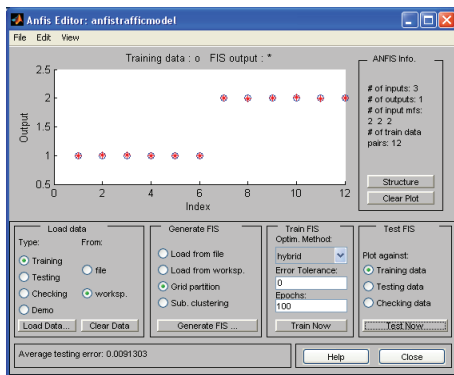 Anfis Editor: anfistrafficmodel
File Edit View
Training data : o FIS output : *
2.5
2
1.5
1
0.5
Output
0 2 4 6 8 10 12
Index
ANFIS Info.
# of inputs: 3
# of outputs: 1
# of input mfs:
2 2 2
# of train data
pairs: 12
Structure
Clear Plot
Load data
Type: From:
Training
Testing
Checking
Demo
file
worksp.
Load Data...
Clear Data
Generate FIS
Load from file
Load from worksp.
Grid partition
Sub. clustering
Generate FIS ...
Train FIS
Optim. Method:
hybrid
Error Tolerance:
0
Epochs:
100
Train Now
Test FIS
Plot against:
Training data
Testing data
Checking data
Test Now
Average testing error: 0.0091303
Help
Close